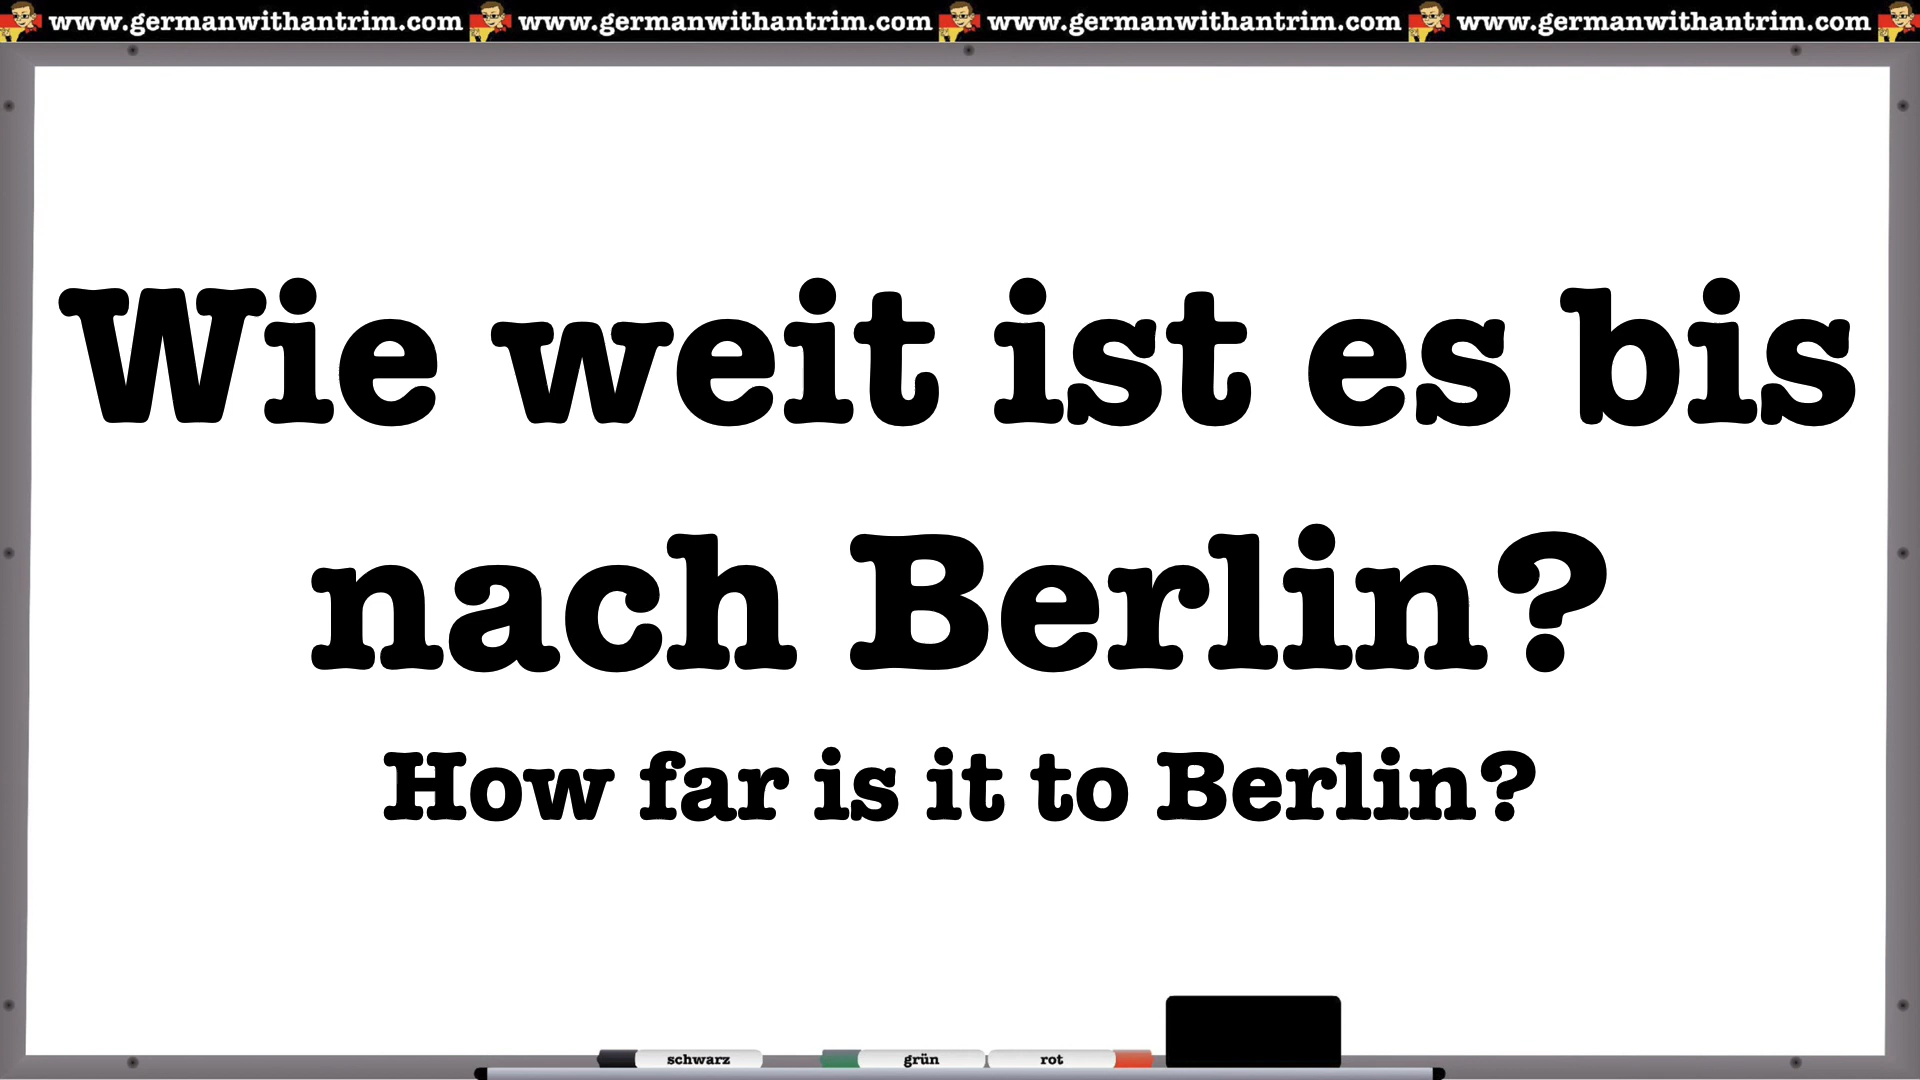 www.germanwithantrim.com www.germanwithantrim.com www.germanwithantrim.com www.germanwithantrim.com
Wie weit ist es bis
nach Berlin?
How far is it to Berlin?
schwarz grün rot